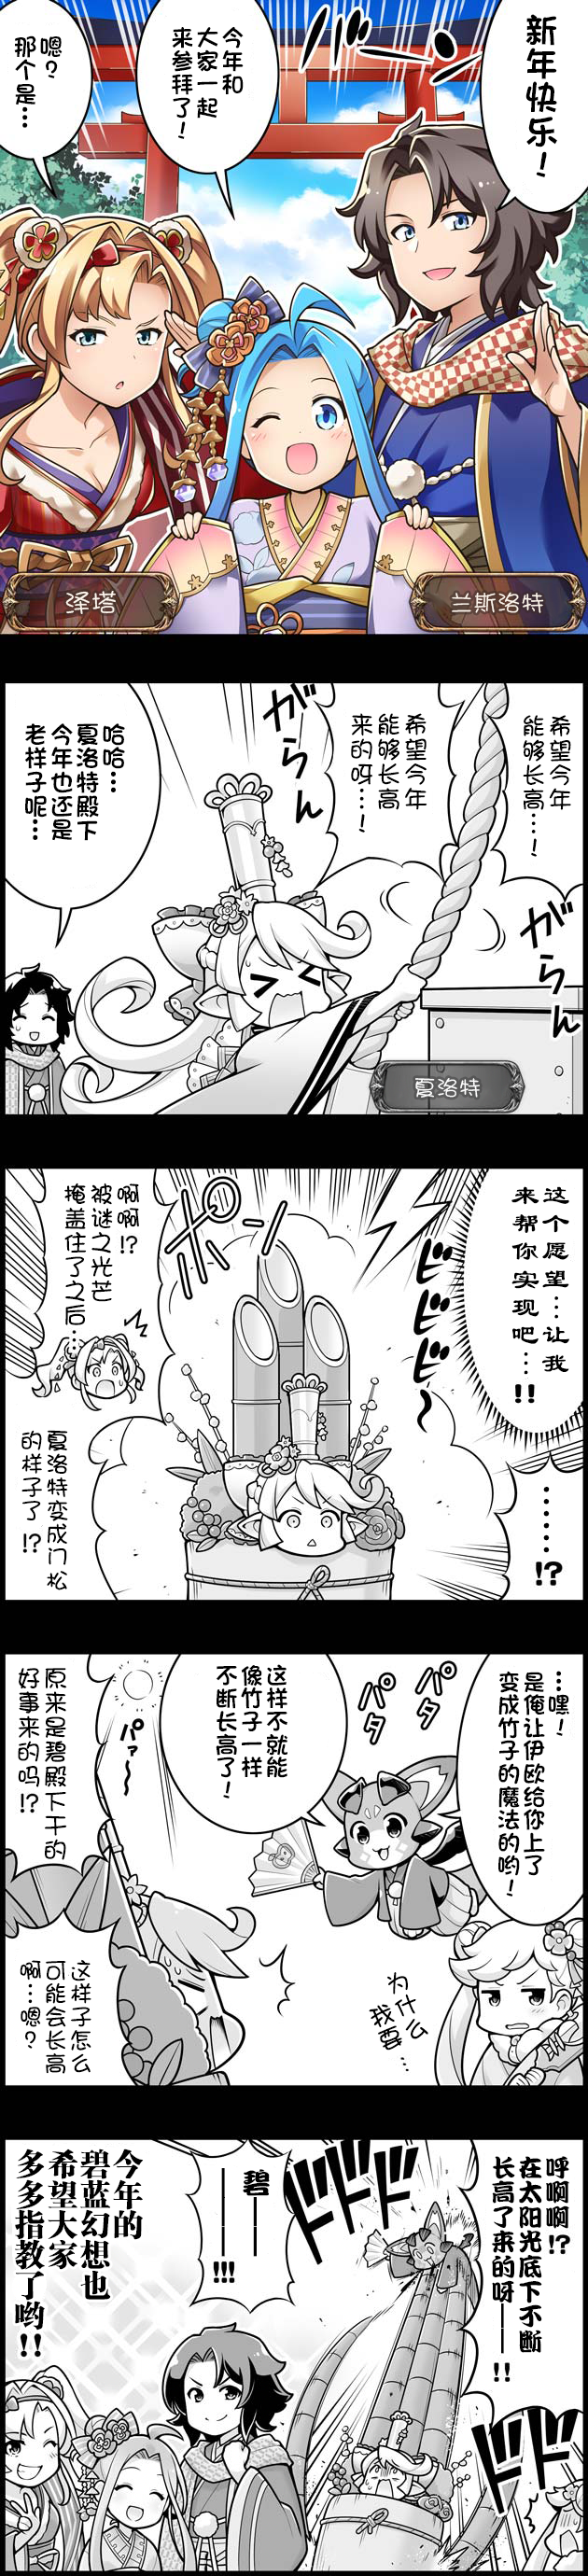 新年快乐！
バーン
今年和
大家一起
来参拜了！
嗯？
那个是…
泽塔
兰斯洛特
希望今年
能够长高
…！
希望今年
能够长高
来的呀…！
がらん
がらん
哈哈…
夏洛特殿下
今年也还是
老样子呢…
夏洛特
这个愿望…让我
来帮你实现吧…!!
ビビビ～
ポーン
啊啊!?
被谜之光芒
掩盖住了之后…
夏洛特变成门松
的样子了!?
………!?
…嘿！
是俺让伊欧给你上了
变成竹子的魔法的哟！
パタ
パタ
这样不就能
像竹子一样
不断长高了！
为什么
我要…
パァ～
原来是碧殿下干的
好事来的吗!?
这样子怎么
可能会长高
啊…嗯？
呼啊啊!?
在太阳光底下不断
长高了来的呀——!!
ドドド
ドドド
碧——
——!!!
今年的
碧蓝幻想也
希望大家
多多指教了哟!!